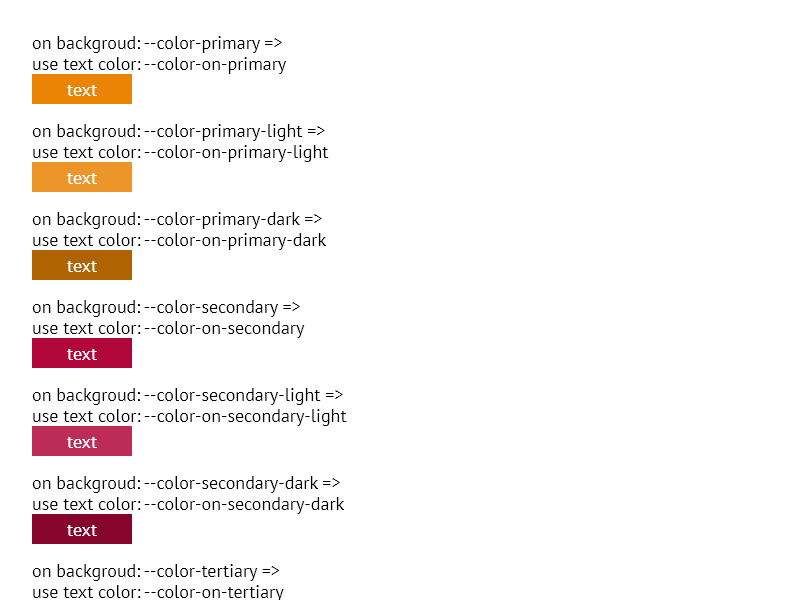 on backgroud: --color-primary =>
use text color: --color-on-primary
text
on backgroud: --color-primary-light =>
use text color: --color-on-primary-light
text
on backgroud: --color-primary-dark =>
use text color: --color-on-primary-dark
text
on backgroud: --color-secondary =>
use text color: --color-on-secondary
text
on backgroud: --color-secondary-light =>
use text color: --color-on-secondary-light
text
on backgroud: --color-secondary-dark =>
use text color: --color-on-secondary-dark
text
on backgroud: --color-tertiary =>
use text color: --color-on-tertiary